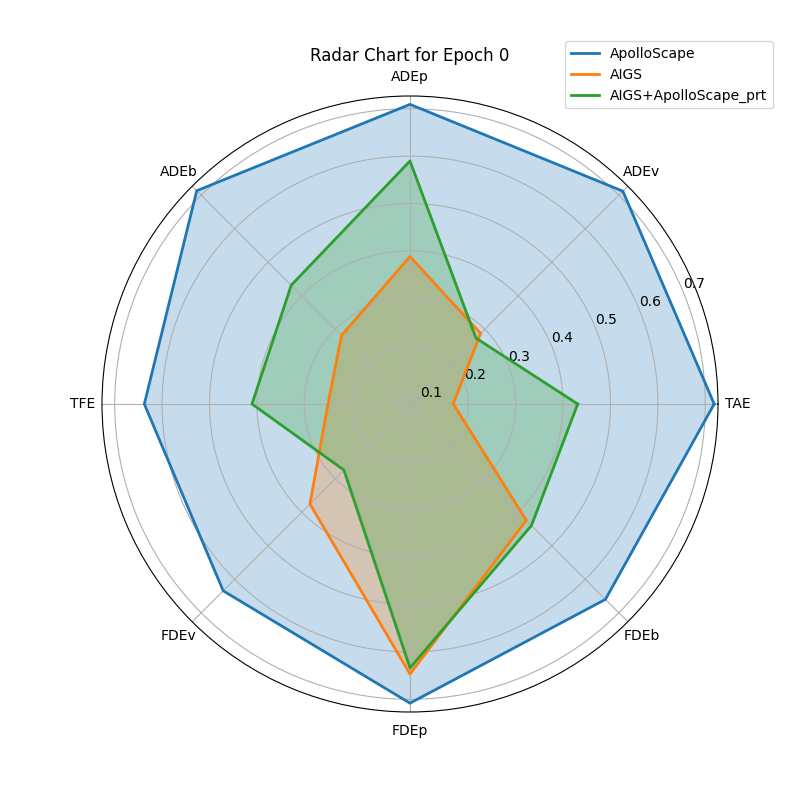 Radar Chart for Epoch 0
ApolloScape
AIGS
AIGS+ApolloScape_prt
ADEp
ADEb
ADEv
0.7
0.6
0.5
0.4
0.3
0.2
0.1
TFE
TAE
FDEv
FDEb
FDEp